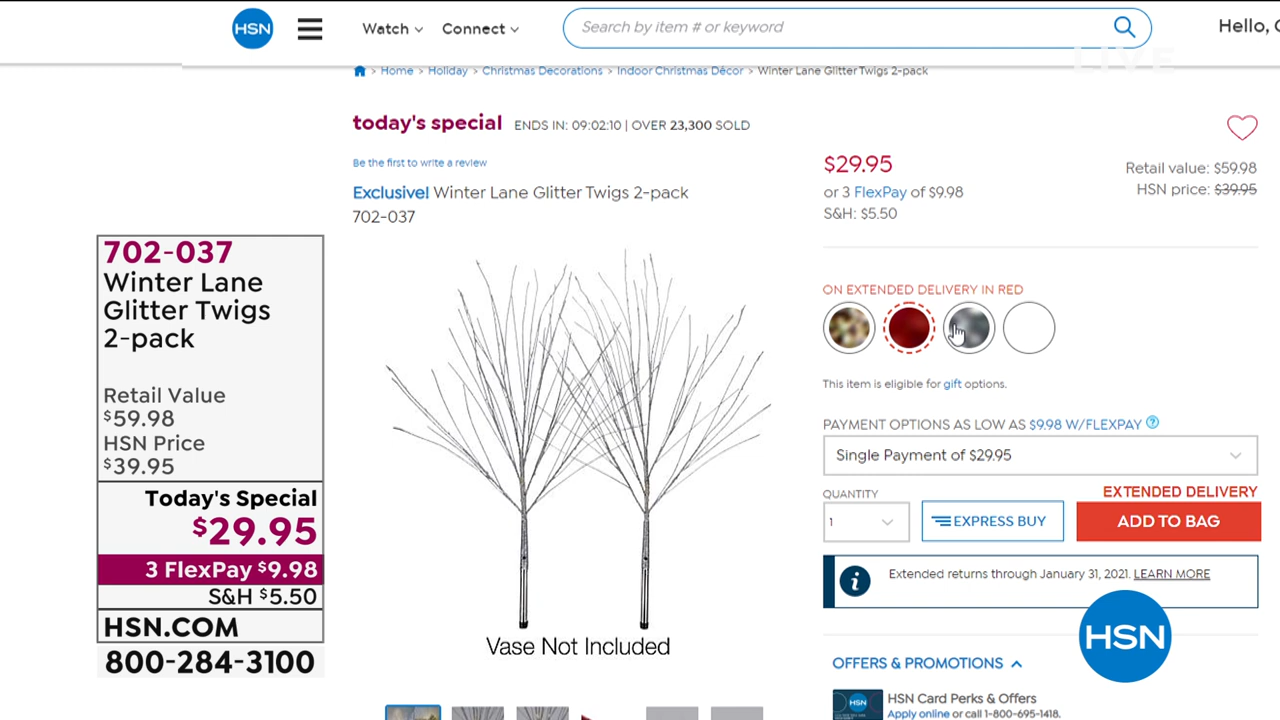 HSN
Watch
Connect
Search by item # or keyword
Hello,
LIVE
> Home > Holiday > Christmas Decorations > Indoor Christmas Décor > Winter Lane Glitter Twigs 2-pack
today's special ENDS IN: 09:02:10 | OVER 23,300 SOLD
Be the first to write a review
Exclusive! Winter Lane Glitter Twigs 2-pack
702-037
$29.95
or 3 FlexPay of $9.98
S&H: $5.50
Retail value: $59.98
HSN price: $39.95
702-037
Winter Lane
Glitter Twigs
2-pack
Retail Value
$59.98
HSN Price
$39.95
Today's Special
$29.95
3 FlexPay $9.98
S&H $5.50
HSN.COM
800-284-3100
Vase Not Included
ON EXTENDED DELIVERY IN RED
This item is eligible for gift options.
PAYMENT OPTIONS AS LOW AS $9.98 W/FLEXPAY ?
Single Payment of $29.95
QUANTITY
1
EXPRESS BUY
EXTENDED DELIVERY
ADD TO BAG
i
Extended returns through January 31, 2021. LEARN MORE
HSN
OFFERS & PROMOTIONS
HSN
HSN Card Perks & Offers
Apply online or call 1-800-695-1418.